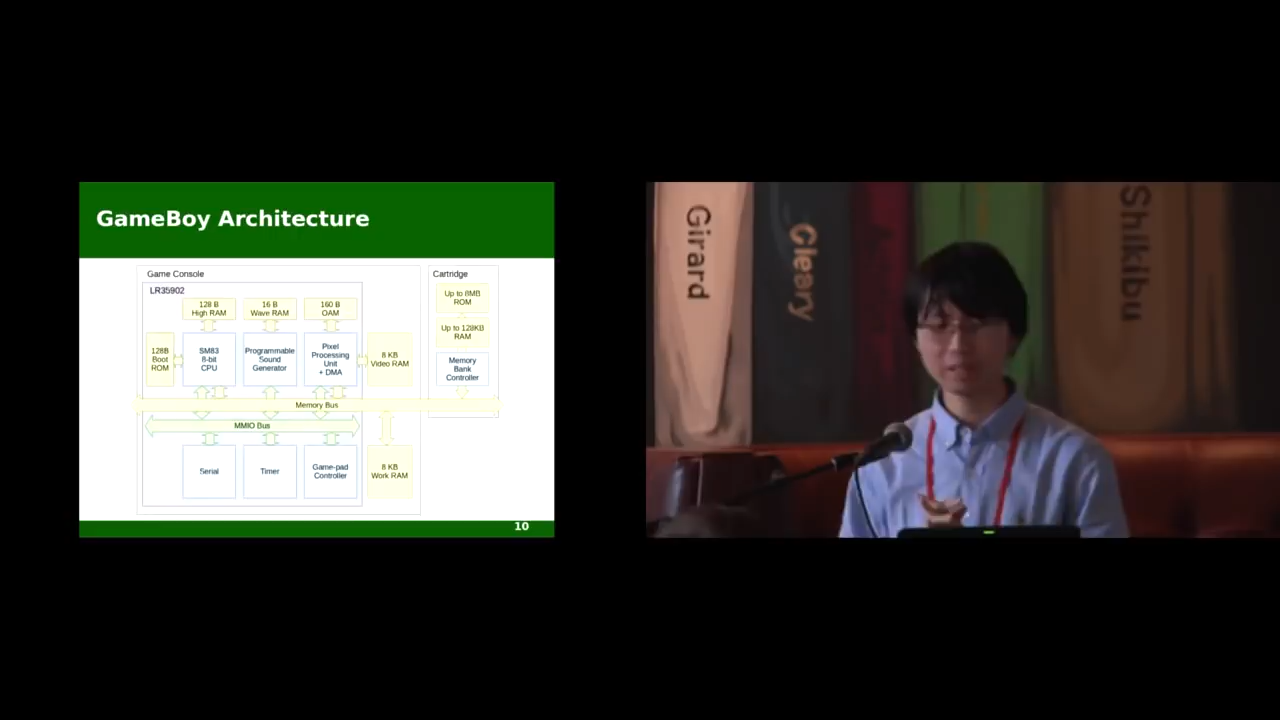 GameBoy Architecture
Game Console
Cartridge
LR35902
128 B
High RAM
16 B
Wave RAM
160 B
OAM
Up to 8MB
ROM
Up to 128KB
RAM
128B
Boot
ROM
SM83
8-bit
CPU
Programmable
Sound
Generator
Pixel
Processing
Unit
+ DMA
8 KB
Video RAM
Memory
Bank
Controller
Memory Bus
MMIO Bus
Serial
Timer
Game-pad
Controller
8 KB
Work RAM
10
Girard
Cleary
Shikibu